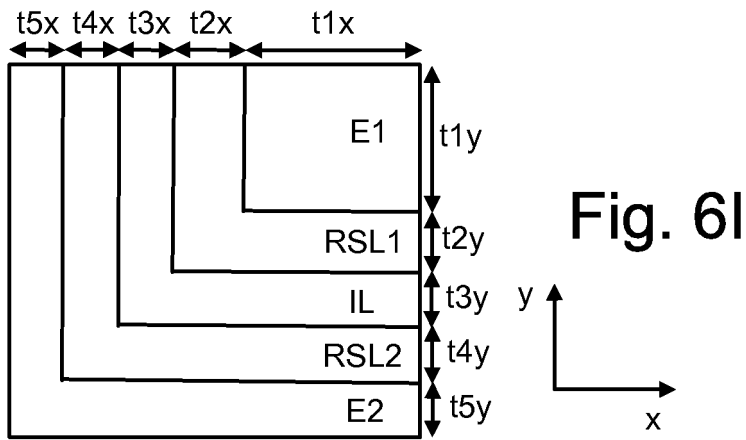 t5x t4x t3x t2x t1x
E1 t1y
RSL1 t2y
IL t3y
RSL2 t4y
E2 t5y
Fig. 6I
y
x